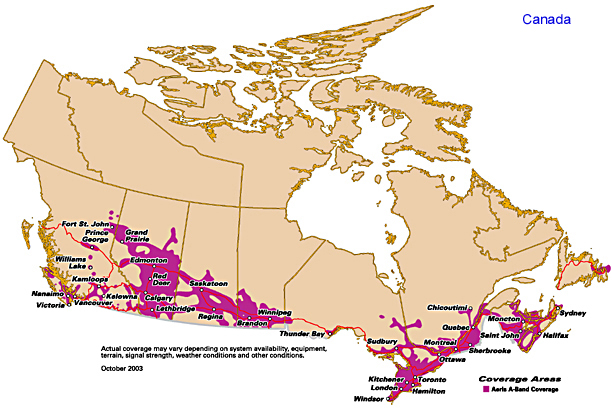 Canada
Fort St. John
Prince
George
Grand
Prairie
Williams
Lake
Edmonton
Kamloops
Red
Deer
Saskatoon
Nanaimo
Kelowna
Calgary
Victoria
Vancouver
Lethbridge
Regina
Winnipeg
Brandon
Thunder Bay
Chicoutimi
Sydney
Moncton
Quebec
Saint John
Halifax
Sudbury
Montreal
Sherbrooke
Ottawa
Kitchener
Toronto
London
Hamilton
Windsor
Actual coverage may vary depending on system availability, equipment,
terrain, signal strength, weather conditions and other conditions.
October 2003
Coverage Areas
Aeris A-Band Coverage